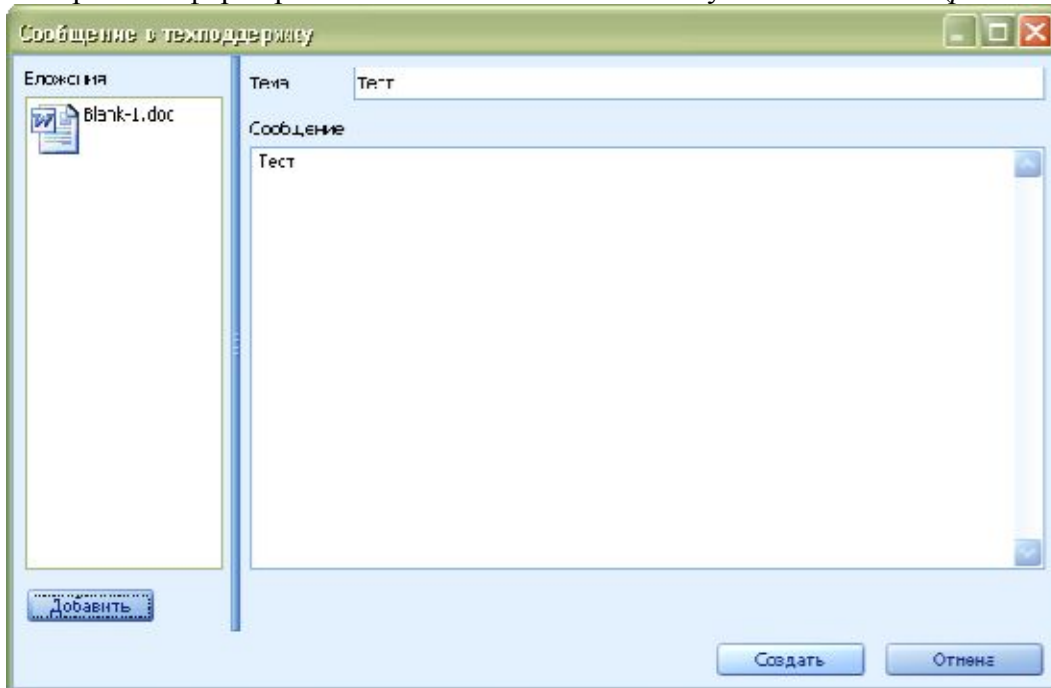 Сообщение в техподдержку
Вложения
Blank-1.doc
Тема
Тест
Сообщение
Тест
Добавить
Создать
Отмена